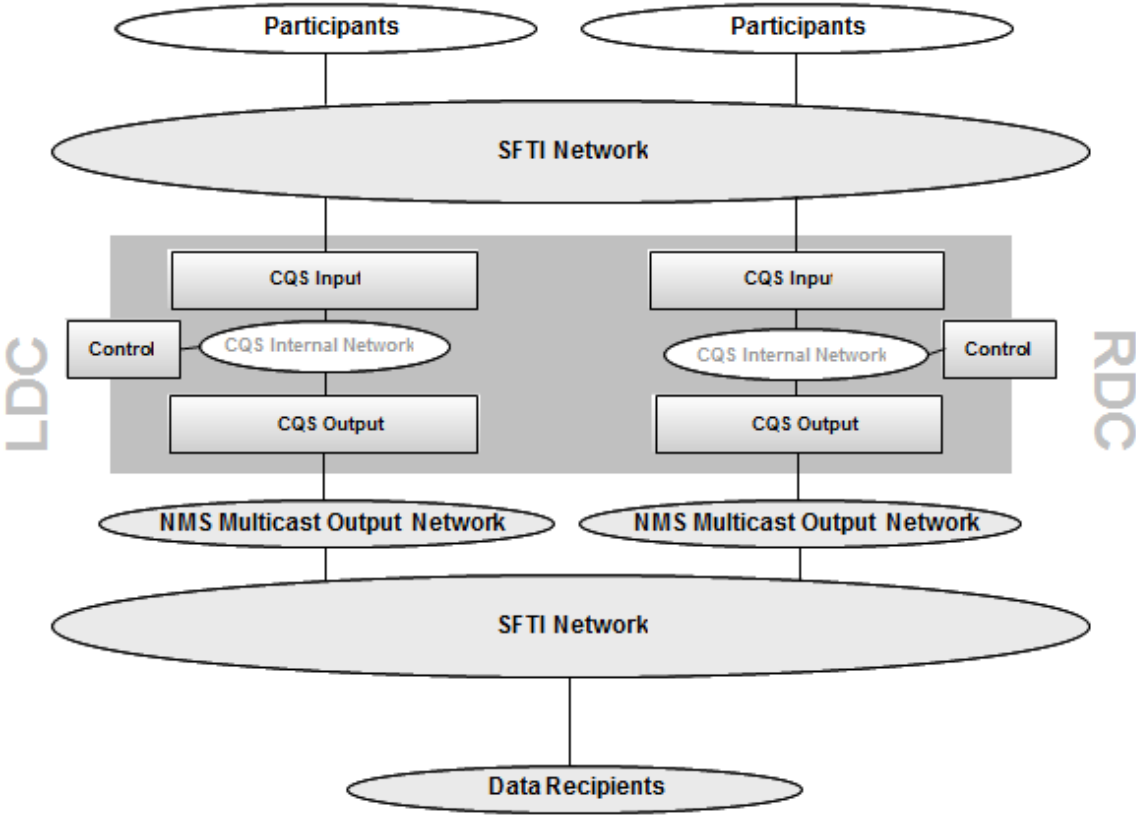 Participants
Participants
SFTI Network
CQS Input
CQS Input
LDC
Control
CQS Internal Network
CQS Internal Network
Control
RDC
CQS Output
CQS Output
NMS Multicast Output Network
NMS Multicast Output Network
SFTI Network
Data Recipients